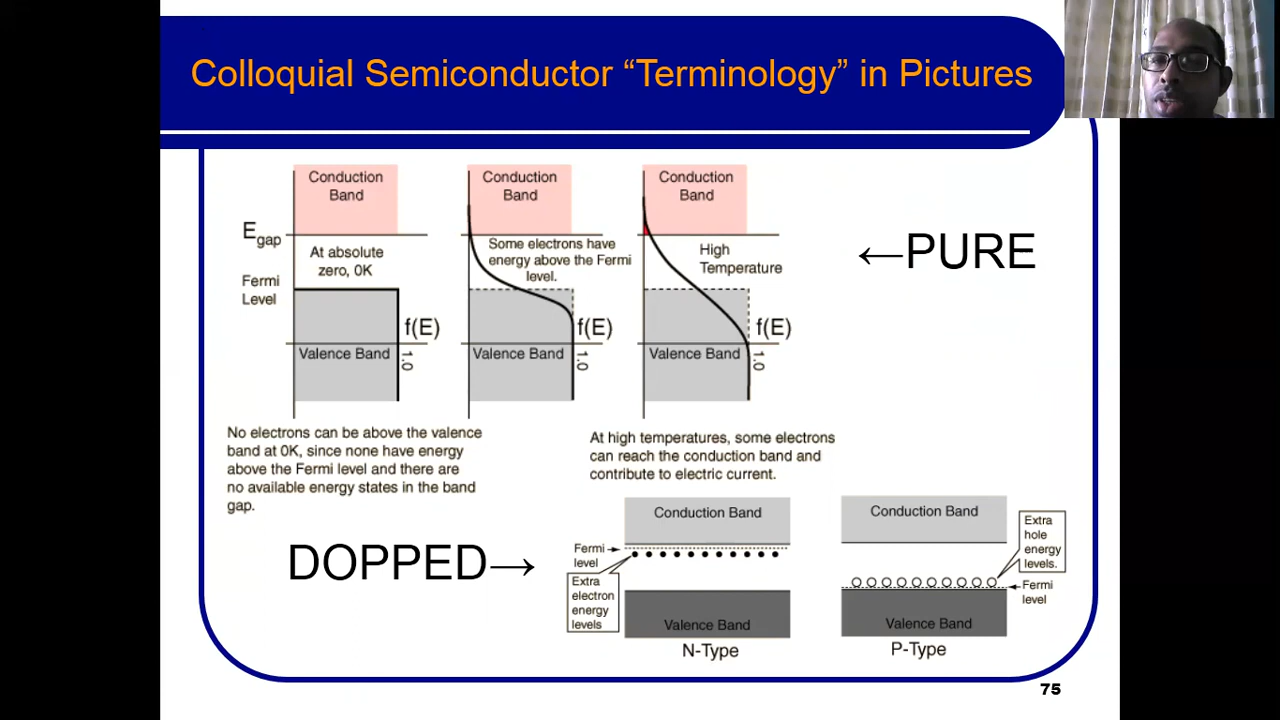 Colloquial Semiconductor “Terminology” in Pictures
Conduction
Band
E gap
At absolute
zero, 0K
Fermi
Level
f(E)
Valence Band
1.0
Conduction
Band
Some electrons have
energy above the Fermi
level.
f(E)
Valence Band
1.0
Conduction
Band
High
Temperature
f(E)
Valence Band
1.0
←PURE
No electrons can be above the valence
band at 0K, since none have energy
above the Fermi level and there are
no available energy states in the band
gap.
At high temperatures, some electrons
can reach the conduction band and
contribute to electric current.
DOPPED→
Conduction Band
Fermi
level
Extra
electron
energy
levels
Valence Band
N-Type
Conduction Band
Extra
hole
energy
levels.
Fermi
level
Valence Band
P-Type
75